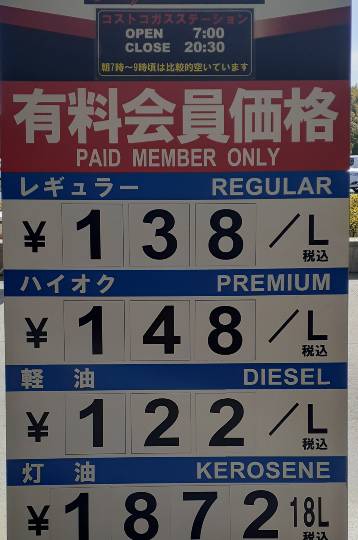 コストコガスステーション
OPEN 7:00
CLOSE 20:30
朝7時～9時頃は比較的空いています
有料会員価格
PAID MEMBER ONLY
レギュラー REGULAR
¥138/L 税込
ハイオク PREMIUM
¥148/L 税込
軽油 DIESEL
¥122/L 税込
灯油 KEROSENE
¥1872 18L 税込